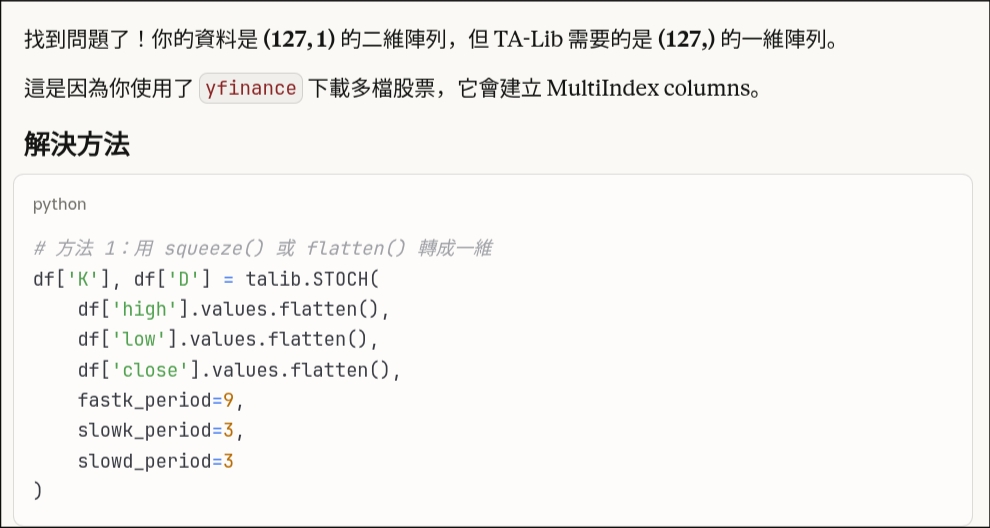 找到問題了！你的資料是 (127, 1) 的二維陣列，但 TA-Lib 需要的是 (127,) 的一維陣列。
這是因為你使用了 yfinance 下載多檔股票，它會建立 MultiIndex columns。
解決方法
python
# 方法 1：用 squeeze() 或 flatten() 轉成一維
df['K'], df['D'] = talib.STOCH(
    df['high'].values.flatten(),
    df['low'].values.flatten(),
    df['close'].values.flatten(),
    fastk_period=9,
    slowk_period=3,
    slowd_period=3
)